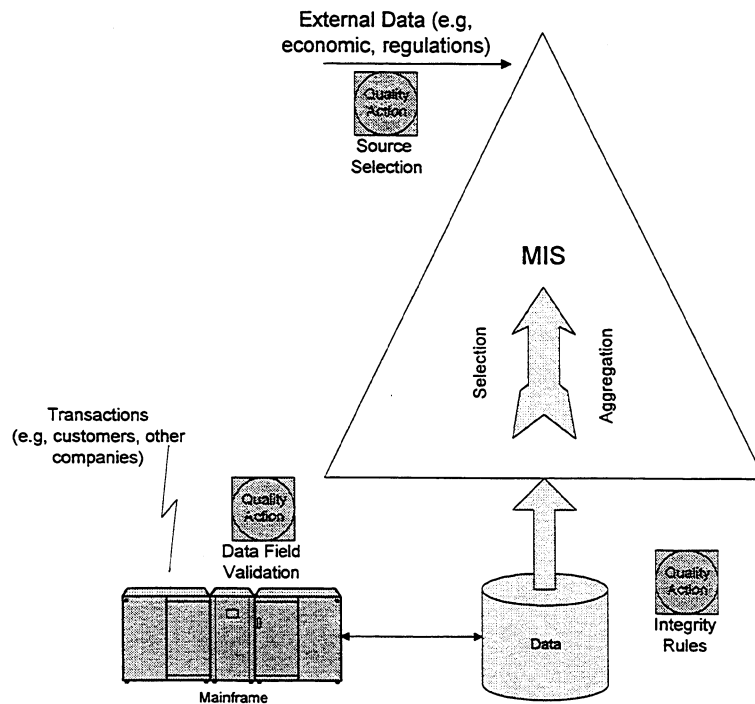 External Data (e.g,
economic, regulations)
Quality
Action
Source
Selection
MIS
Selection
Aggregation
Transactions
(e.g, customers, other
companies)
Quality
Action
Data Field
Validation
Quality
Action
Integrity
Rules
Data
Mainframe